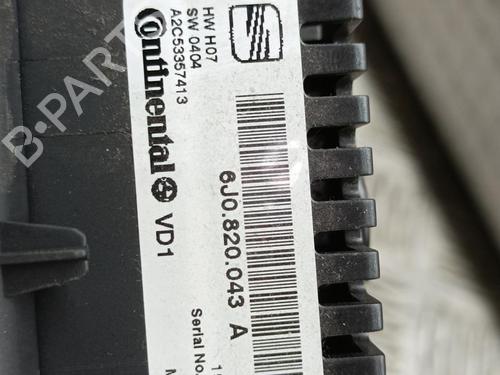 HW H07
SW 0404
A2C53357413
Continental VD1
6J0.820.043 A
Serial No.
B-PARTS